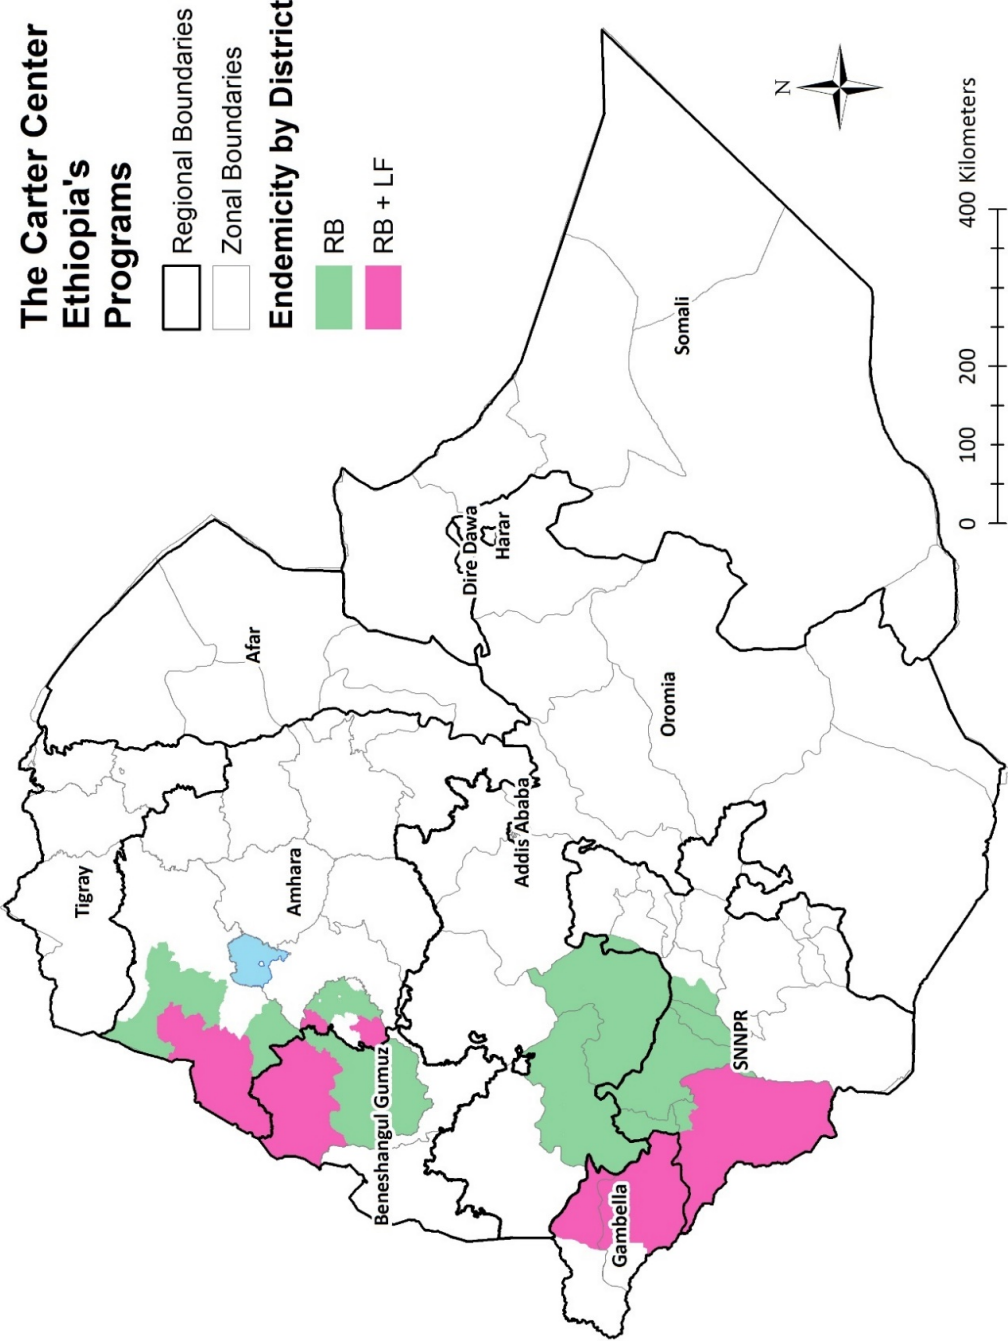 The Carter Center
Ethiopia's
Programs
Regional Boundaries
Zonal Boundaries
Endemicity by District
RB
RB + LF
N
Tigray
Afar
Amhara
Beneshangul Gumuz
Dire Dawa
Harar
Addis Ababa
Somali
Oromia
Gambella
SNNPR
0 100 200 400 Kilometers